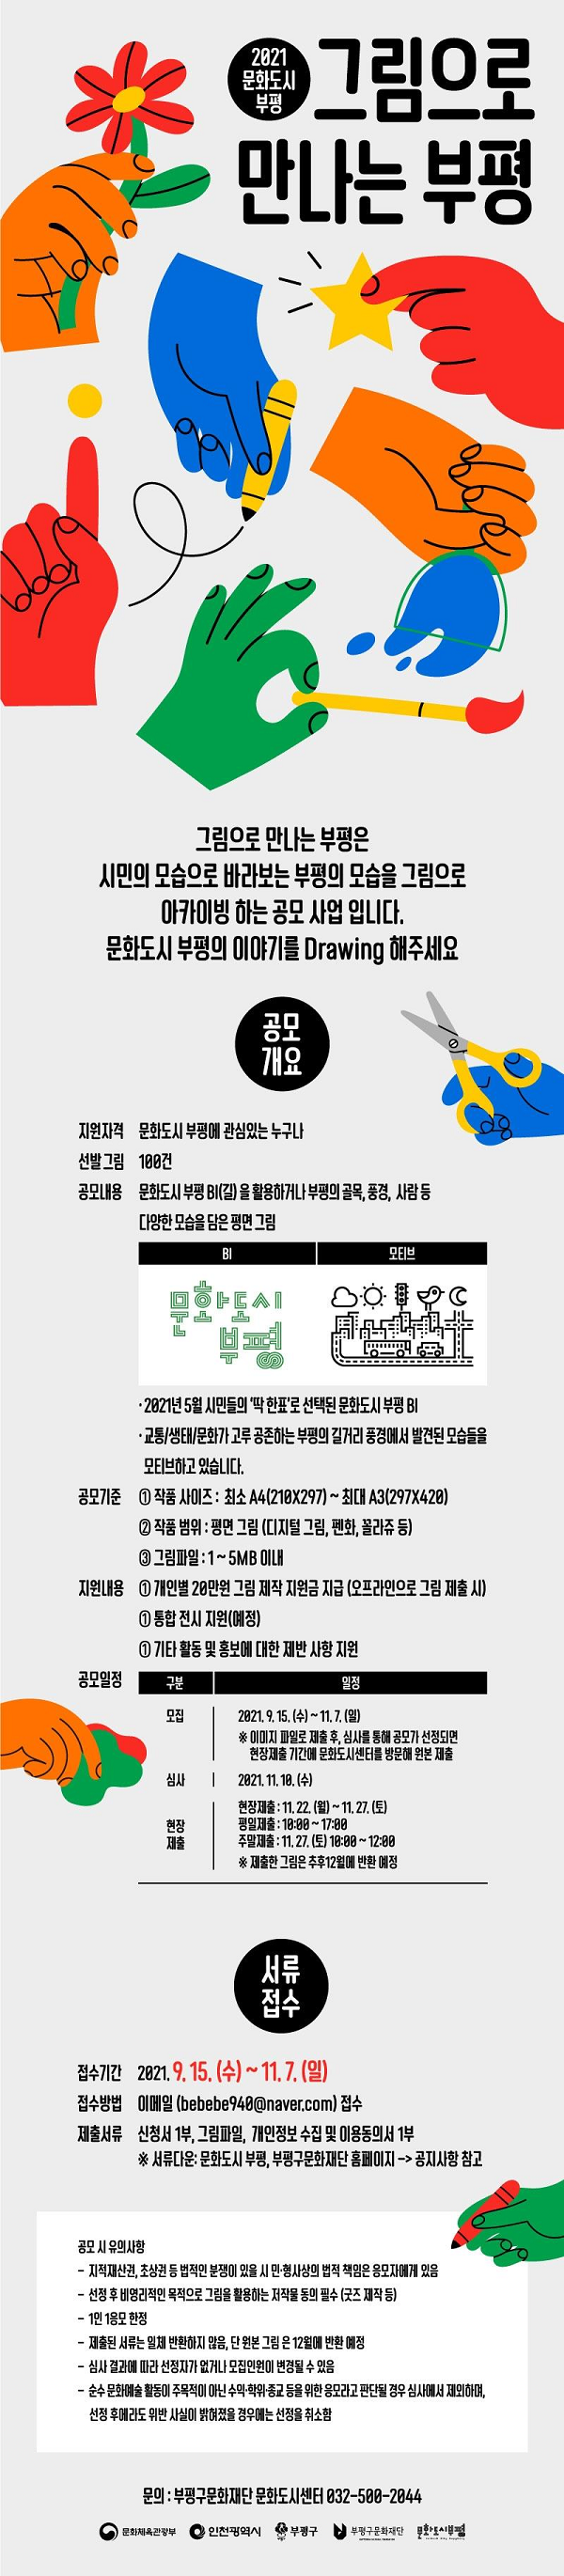 2021
문화도시
부평
그림으로
만나는 부평
그림으로 만나는 부평은
시민의 모습으로 바라보는 부평의 모습을 그림으로
아카이빙 하는 공모 사업 입니다.
문화도시 부평의 이야기를 Drawing 해주세요
공모
개요
지원자격 문화도시 부평에 관심있는 누구나
선발그림 100건
공모내용 문화도시 부평 BI(길) 을 활용하거나 부평의 골목, 풍경, 사람 등
다양한 모습을 담은 평면 그림
BI 모티브
문화도시
부평
· 2021년 5월 시민들의 '딱 한표'로 선택된 문화도시 부평 BI
· 교통/생태/문화가 고루 공존하는 부평의 길거리 풍경에서 발견된 모습들을
모티브하고 있습니다.
공모기준 ① 작품 사이즈 : 최소 A4(210X297) ~ 최대 A3(297X420)
② 작품 범위 : 평면 그림 (디지털 그림, 펜화, 꼴라쥬 등)
③ 그림파일 : 1 ~ 5MB 이내
지원내용 ① 개인별 20만원 그림 제작 지원금 지급 (오프라인으로 그림 제출 시)
① 통합 전시 지원(예정)
① 기타 활동 및 홍보에 대한 제반 사항 지원
공모일정 구분 일정
모집 2021. 9. 15. (수) ~ 11. 7. (일)
※ 이미지 파일로 제출 후, 심사를 통해 공모가 선정되면
현장제출 기간에 문화도시센터를 방문해 원본 제출
심사 2021. 11. 10. (수)
현장
제출
현장제출 : 11. 22. (월) ~ 11. 27. (토)
평일제출 : 10:00 ~ 17:00
주말제출 : 11. 27. (토) 10:00 ~ 12:00
※ 제출한 그림은 추후12월에 반환 예정
서류
접수
접수기간 2021. 9. 15. (수) ~ 11. 7. (일)
접수방법 이메일 (bebebe940@naver.com) 접수
제출서류 신청서 1부, 그림파일, 개인정보 수집 및 이용동의서 1부
※ 서류다운: 문화도시 부평, 부평구문화재단 홈페이지 -> 공지사항 참고
공모 시 유의사항
- 지적재산권, 초상권 등 법적인 분쟁이 있을 시 민·형사상의 법적 책임은 응모자에게 있음
- 선정 후 비영리적인 목적으로 그림을 활용하는 저작물 동의 필수 (굿즈 제작 등)
- 1인 1응모 한정
- 제출된 서류는 일체 반환하지 않음, 단 원본 그림 은 12월에 반환 예정
- 심사 결과에 따라 선정자가 없거나 모집인원이 변경될 수 있음
- 순수 문화예술 활동이 주목적이 아닌 수익·학위·종교 등을 위한 응모라고 판단될 경우 심사에서 제외하며,
선정 후에라도 위반 사실이 밝혀졌을 경우에는 선정을 취소함
문의 : 부평구문화재단 문화도시센터 032-500-2044
문화체육관광부 인천광역시 부평구 부평구문화재단 문화도시부평